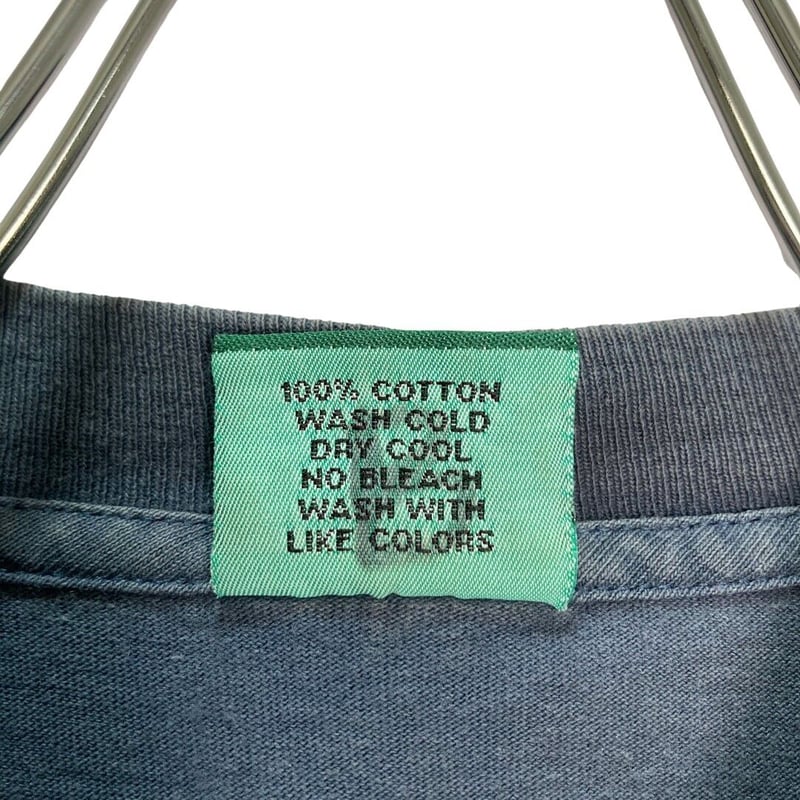 100% COTTON
WASH COLD
DRY COOL
NO BLEACH
WASH WITH
LIKE COLORS